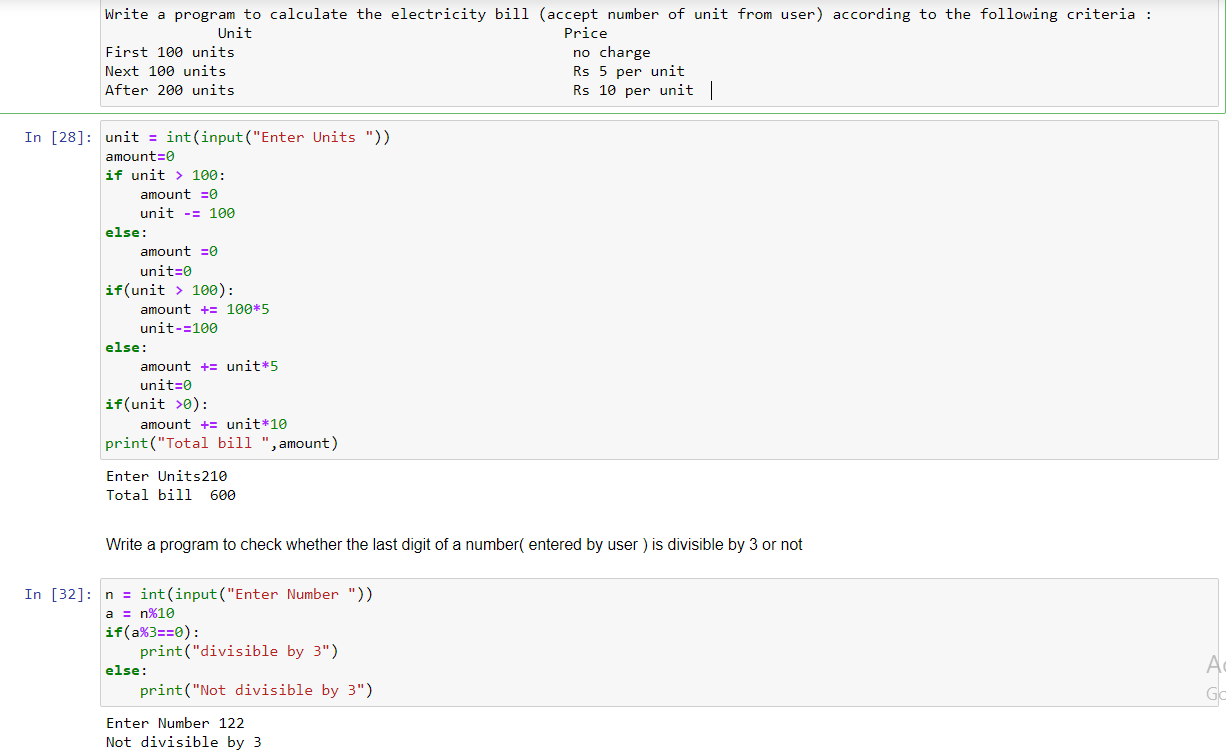 Write a program to calculate the electricity bill (accept number of unit from user) according to the following criteria :
Unit Price
First 100 units no charge
Next 100 units Rs 5 per unit
After 200 units Rs 10 per unit
In [28]: unit = int(input("Enter Units "))
amount=0
if unit > 100:
    amount =0
    unit -= 100
else:
    amount =0
    unit=0
if(unit > 100):
    amount += 100*5
    unit-=100
else:
    amount += unit*5
    unit=0
if(unit >0):
    amount += unit*10
print("Total bill ",amount)
Enter Units210
Total bill  600
Write a program to check whether the last digit of a number( entered by user ) is divisible by 3 or not
In [32]: n = int(input("Enter Number "))
a = n%10
if(a%3==0):
    print("divisible by 3")
else:
    print("Not divisible by 3")
Enter Number 122
Not divisible by 3